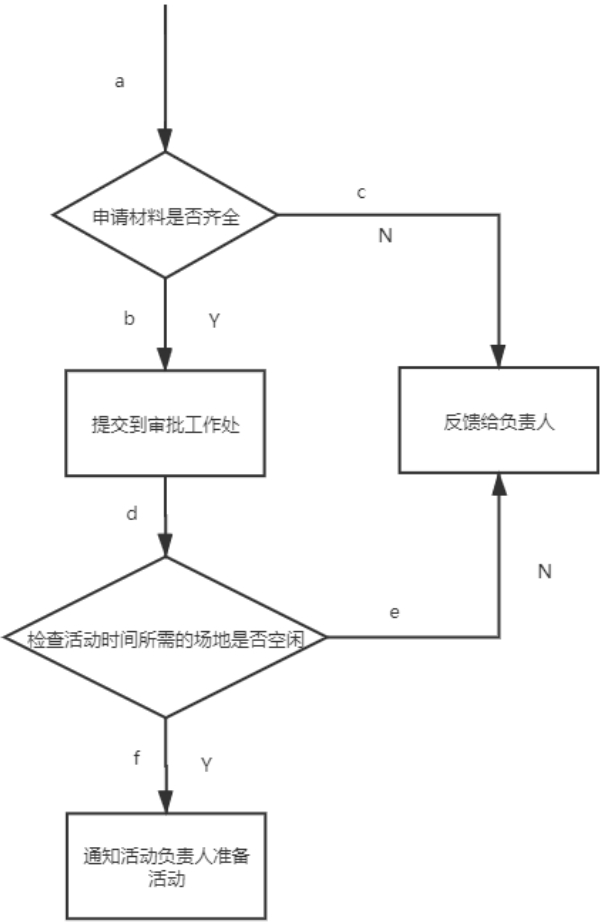 a
申请材料是否齐全
c
N
b
Y
提交到审批工作处
反馈给负责人
d
N
检查活动时间所需的场地是否空闲
e
f
Y
通知活动负责人准备
活动